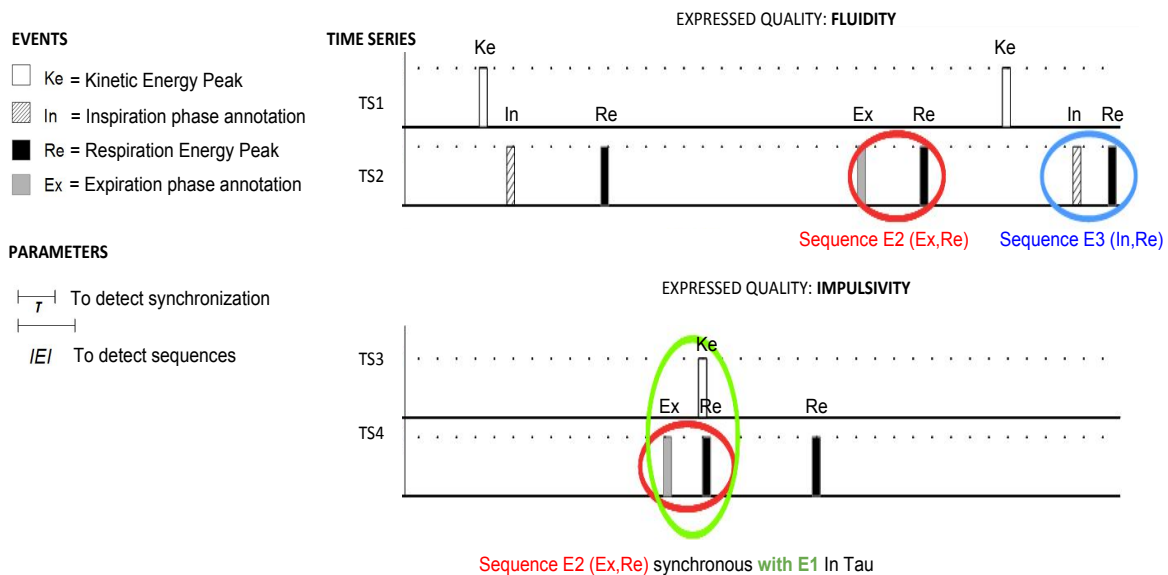 EXPRESSED QUALITY: FLUIDITY
EVENTS
TIME SERIES
Ke = Kinetic Energy Peak
In = Inspiration phase annotation
Re = Respiration Energy Peak
Ex = Expiration phase annotation
Ke Ke
TS1
In Re Ex Re In Re
TS2
Sequence E2 (Ex,Re) Sequence E3 (In,Re)
PARAMETERS
T To detect synchronization
IEI To detect sequences
EXPRESSED QUALITY: IMPULSIVITY
Ke
TS3
Ex Re Re
TS4
Sequence E2 (Ex,Re) synchronous with E1 In Tau